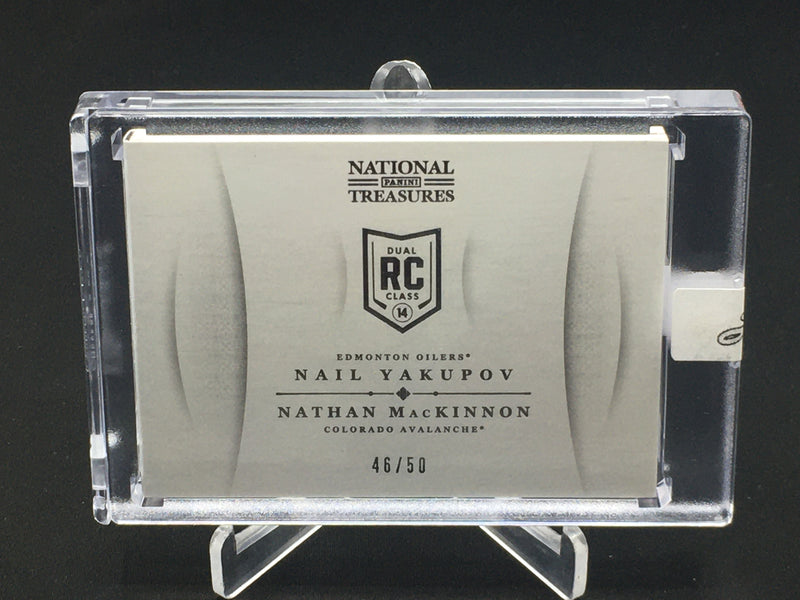 NATIONAL
PANINI
TREASURES
DUAL
RC
CLASS
14
EDMONTON OILERS®
NAIL YAKUPOV
NATHAN MacKINNON
COLORADO AVALANCHE®
46/50